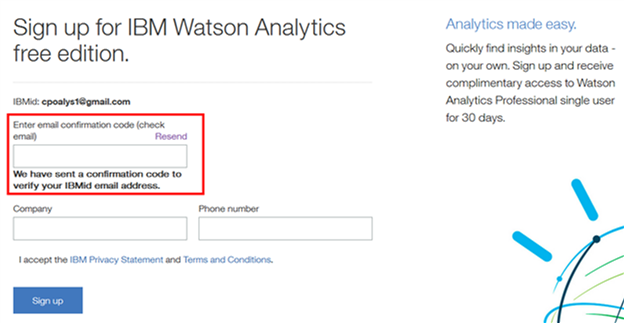 Sign up for IBM Watson Analytics
free edition.
IBMid: cpoalys1@gmail.com
Enter email confirmation code (check
email) Resend
We have sent a confirmation code to
verify your IBMid email address.
Company Phone number
I accept the IBM Privacy Statement and Terms and Conditions.
Sign up
Analytics made easy.
Quickly find insights in your data -
on your own. Sign up and receive
complimentary access to Watson
Analytics Professional single user
for 30 days.